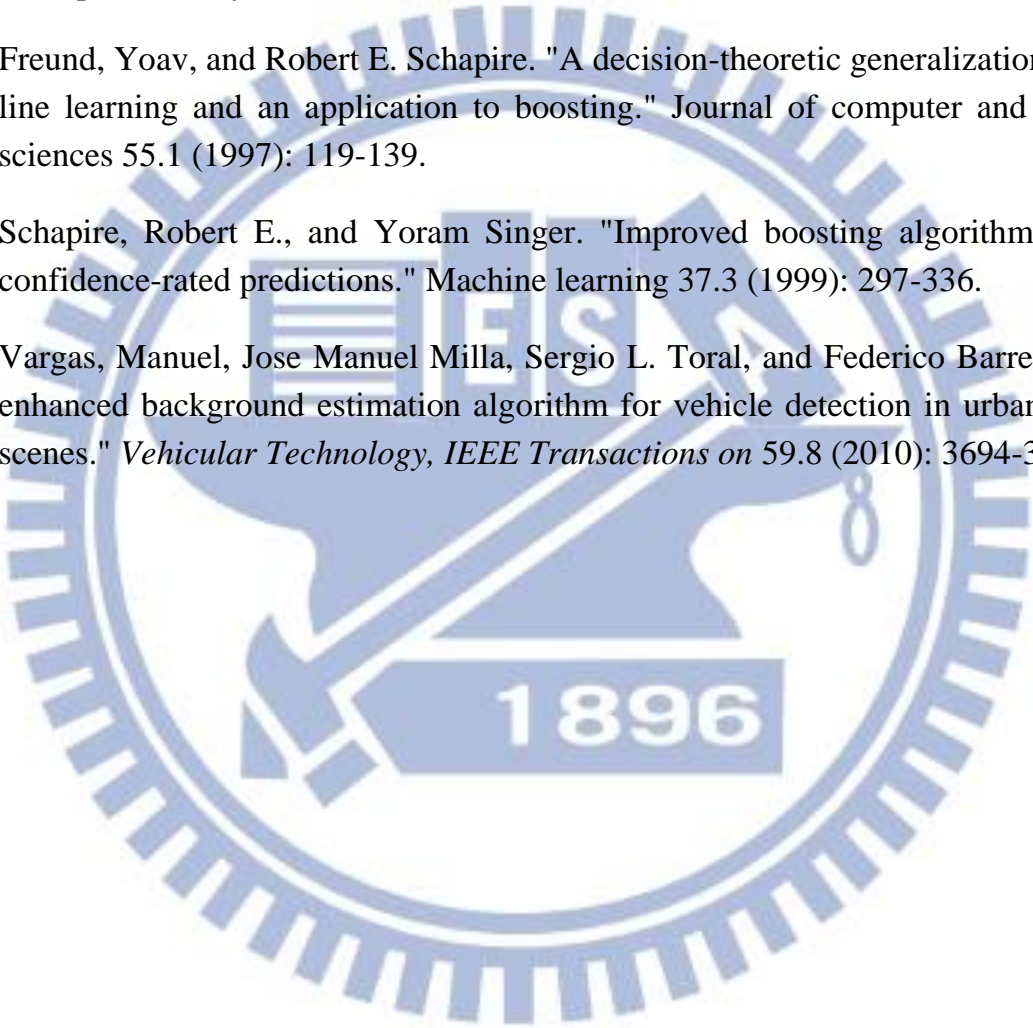 Freund, Yoav, and Robert E. Schapire. "A decision-theoretic generalization
line learning and an application to boosting." Journal of computer and
sciences 55.1 (1997): 119-139.
Schapire, Robert E., and Yoram Singer. "Improved boosting algorithm
confidence-rated predictions." Machine learning 37.3 (1999): 297-336.
Vargas, Manuel, Jose Manuel Milla, Sergio L. Toral, and Federico Barre
enhanced background estimation algorithm for vehicle detection in urban
scenes." Vehicular Technology, IEEE Transactions on 59.8 (2010): 3694-3
E S A
8
1896